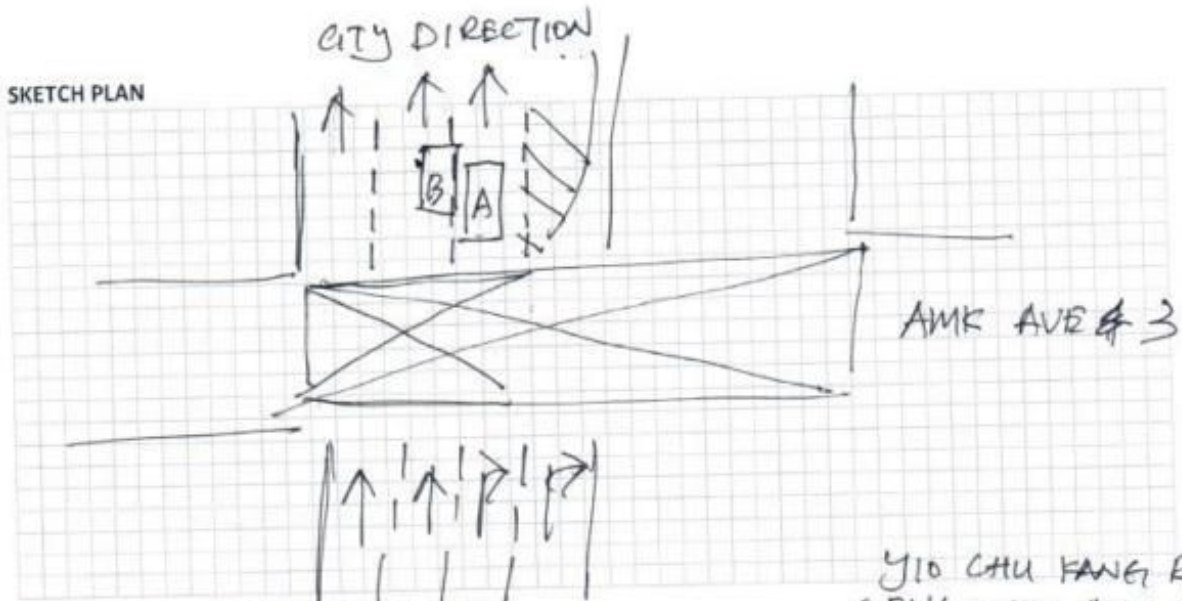 CITY DIRECTION
SKETCH PLAN
B
A
AMK AVE 3
YIO CHU KANG